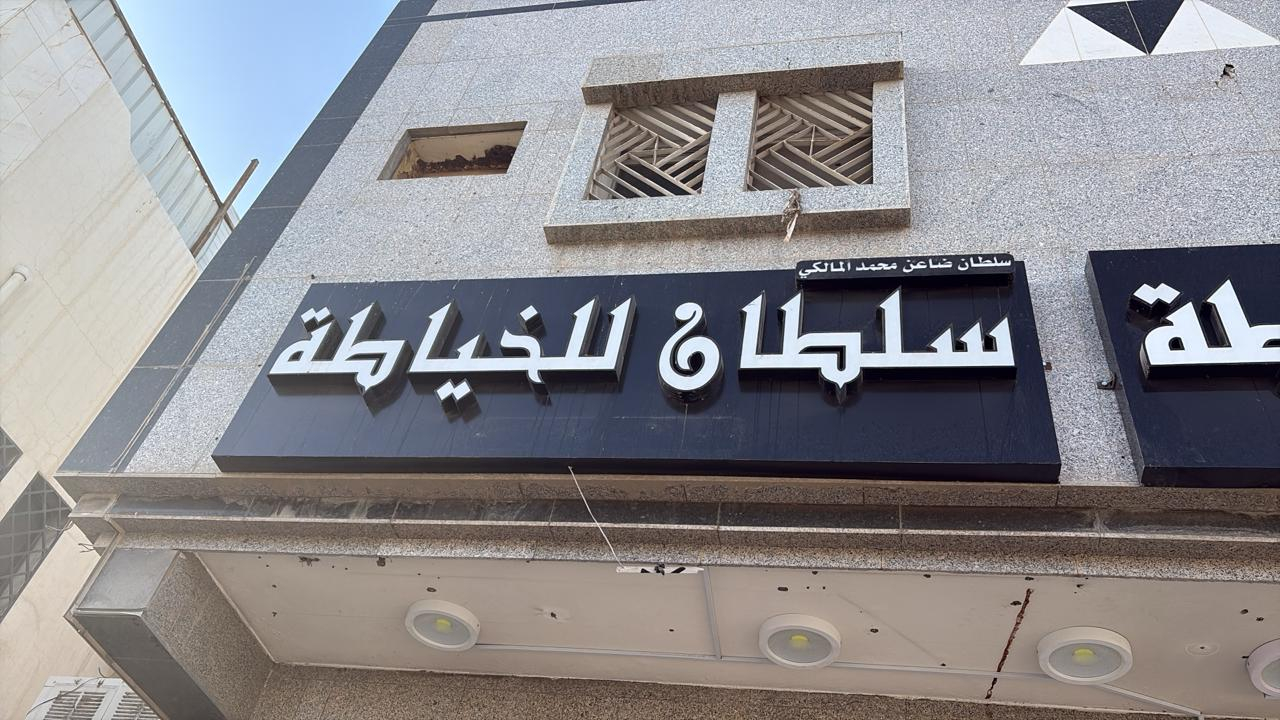 سلطان ضاعن محمد المالكي
سلطان للخياطة